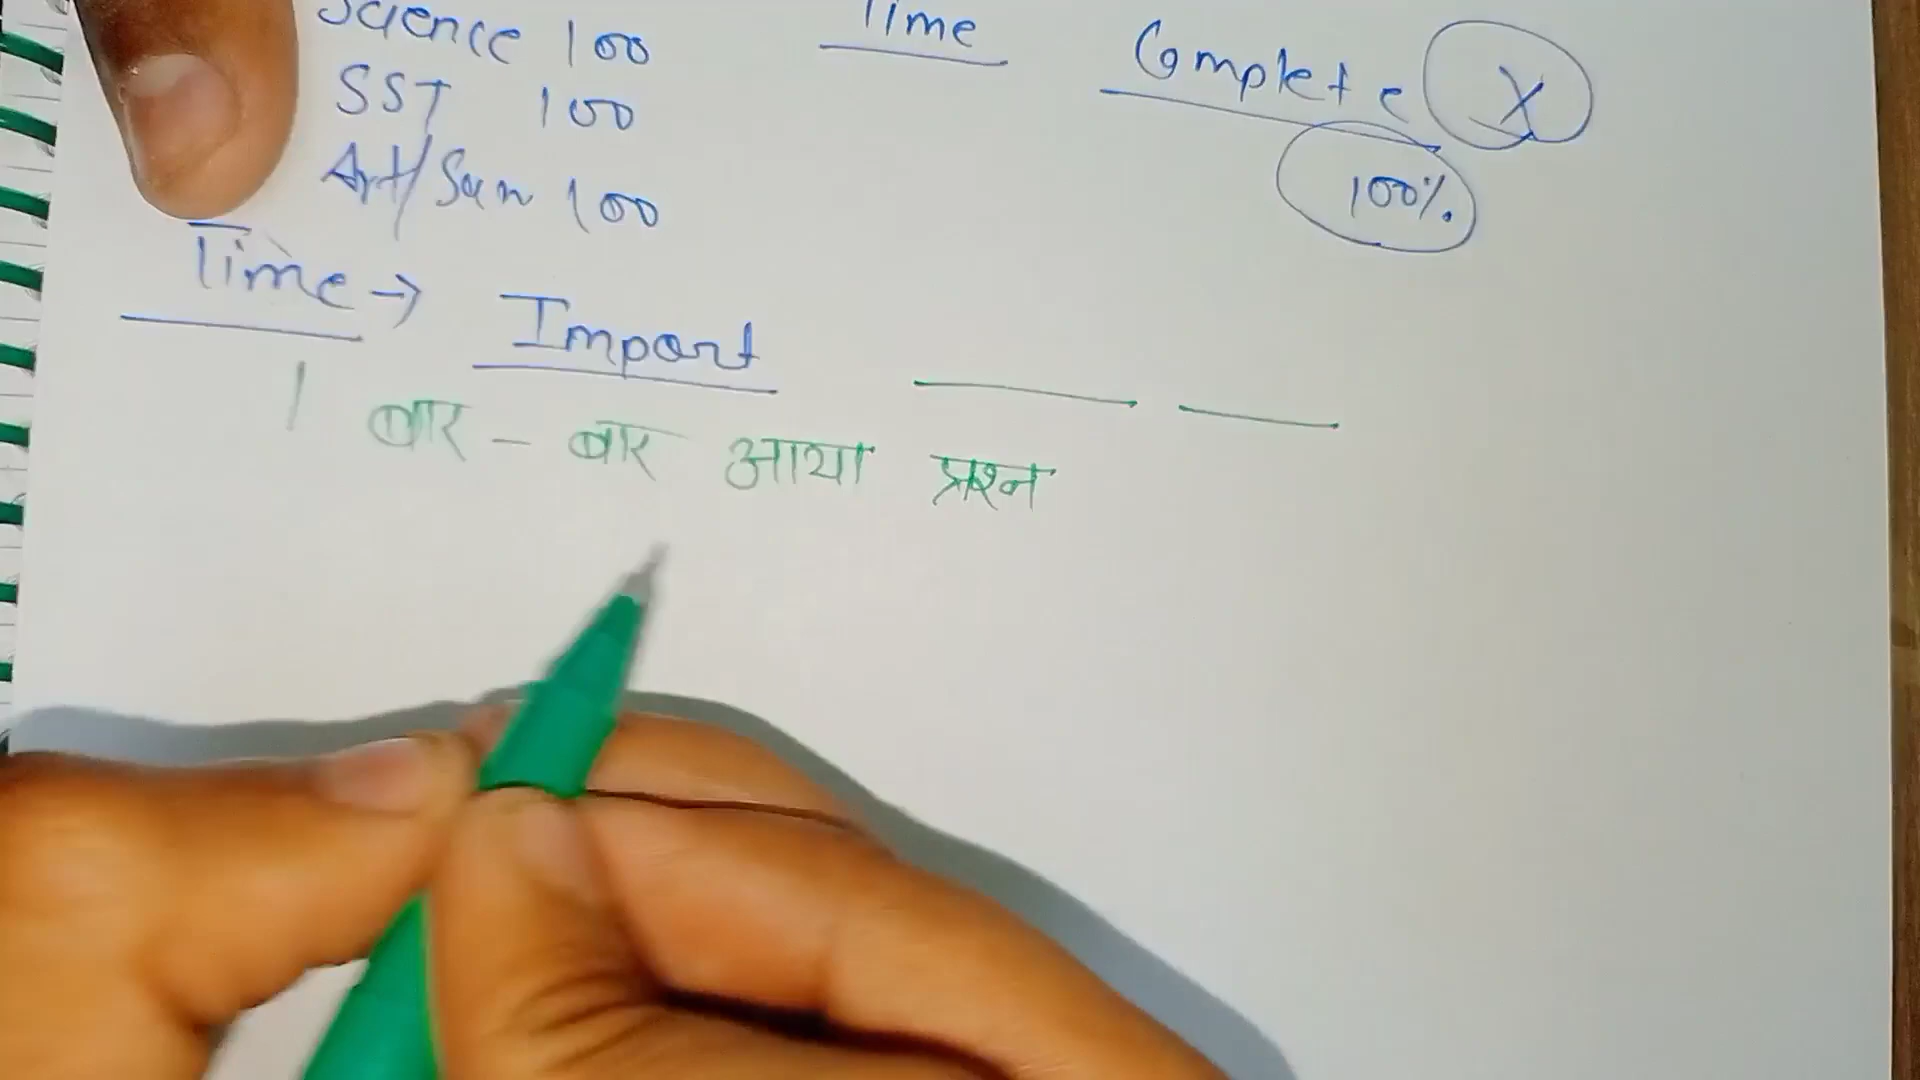 Science 100
Time
Complete X
SST 100
100%.
Art/San 100
Time → Import
1 बार - बार आया प्रश्न